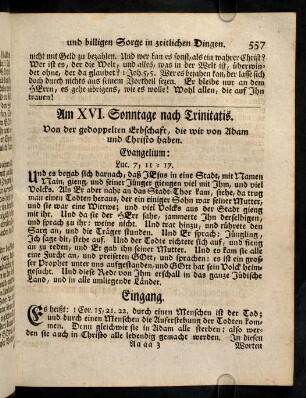 und billigen Sorge in zeitlichen Dingen. 557
nicht mit Geld zu bezahlen. Und wer kan es sonst, als ein wahrer Christ?
Wer ist es, der die Welt, und alles, was in der Welt ist, überwin-
det ohne, der da glaubet? 1 Joh. 5, 5. Wer es bejahen kan, der lasse sich
doch durch nichts aus seinem Vortheil setzen. Er bleibe nur an dem
HErrn, es gehe übrigens, wie es wolle! Wohl allen, die auf Ihn
trauen!
Am XVI. Sonntage nach Trinitatis.
Von der gedoppelten Erbschaft, die wir von Adam
und Christo haben.
Evangelium:
Luc. 7, 11 = 17.
Und es begab sich darnach, daß JEsus in eine Stadt, mit Namen
Nain gieng, und seiner Jünger giengen viel mit Ihm, und viel
Volcks. Als Er aber nahe an das Stadt-Thor kam, siehe, da trug
man einen Todten heraus, der ein einiger Sohn war seiner Mutter,
und sie war eine Witwe; und viel Volcks aus der Stadt gieng
mit ihr. Und da sie der HErr sahe, jammerte Ihn derselbigen,
und sprach zu ihr: weine nicht. Und trat hinzu, und rührete den
Sarg an, und die Träger stunden. Und Er sprach: Jüngling,
Ich sage dir, stehe auf. Und der Todte richtete sich auf, und fieng
an zu reden, und Er gab ihn seiner Mutter. Und es kam sie alle
eine Furcht an, und preiseten GOtt, und sprachen: es ist ein gros-
ser Prophet unter uns aufgestanden, und GOtt hat sein Volck heim-
gesucht. Und diese Rede von Ihm erschall in das gantze Jüdische
Land, und in alle umliegende Länder.
Eingang.
Es heißt: 1 Cor. 15, 21. 22. durch einen Menschen ist der Tod;
und durch einen Menschen die Auferstehung der Todten kom-
men. Denn gleichwie sie in Adam alle sterben: also wer-
den sie auch in Christo alle lebendig gemacht werden. In diesen
Aa aa 3 Worten